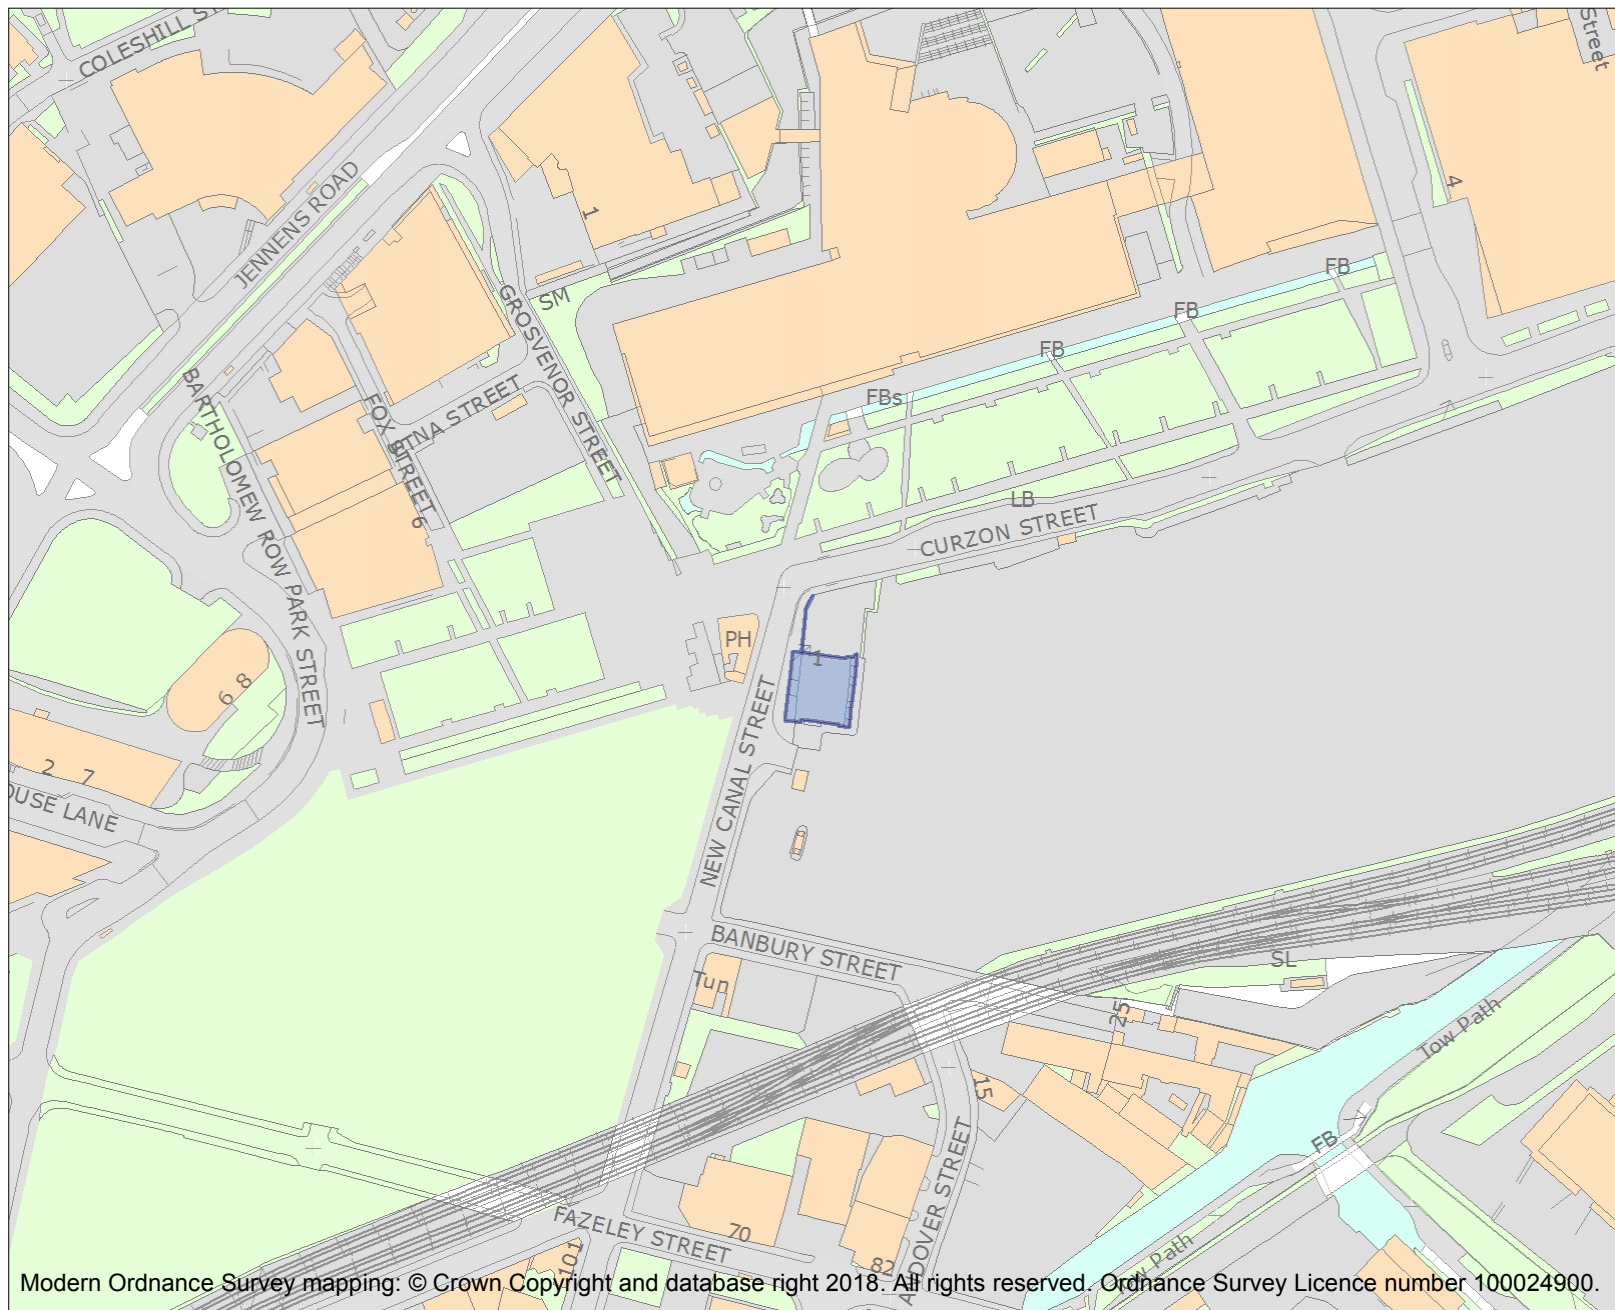 COLESHILL ST
Street
JENNENS ROAD
1
4
SM
GROSVENOR STREET
FB
FB
FB
FBs
BARTHOLOMEW ROW
FOX STREET
ETNA STREET
6
LB
CURZON STREET
PARK STREET
PH
1
6 8
NEW CANAL STREET
2 7
OUSE LANE
BANBURY STREET
Tun
SL
25
Tow Path
15
FB
ANDOVER STREET
FAZELEY STREET
70
82
101
Tow Path
Modern Ordnance Survey mapping: © Crown Copyright and database right 2018. All rights reserved. Ordnance Survey Licence number 100024900.